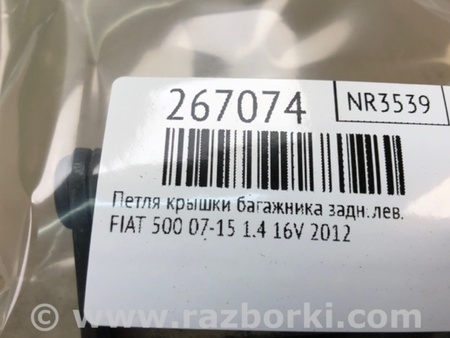 267074
NR3539
Петля крышки багажника задн.лев.
FIAT 500 07-15 1.4 16V 2012
© www.razborki.com